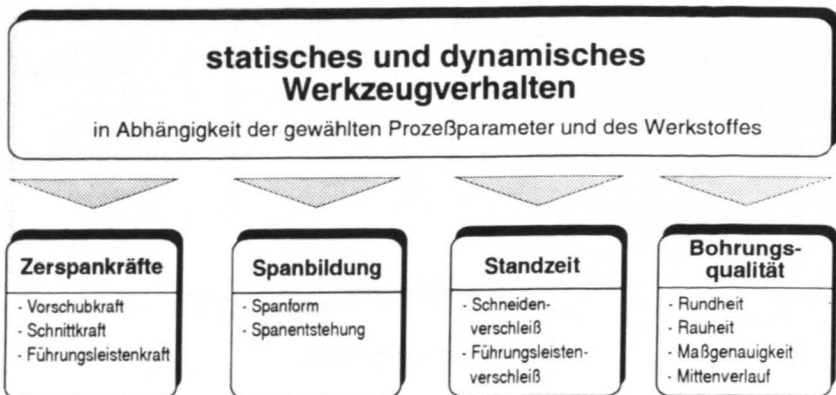 statisches und dynamisches
Werkzeugverhalten
in Abhängigkeit der gewählten Prozeßparameter und des Werkstoffes
Zerspankräfte
- Vorschubkraft
- Schnittkraft
- Führungsleistenkraft
Spanbildung
- Spanform
- Spanentstehung
Standzeit
- Schneiden-
verschleiß
- Führungsleisten-
verschleiß
Bohrungs-
qualität
- Rundheit
- Rauheit
- Maßgenauigkeit
- Mittenverlauf